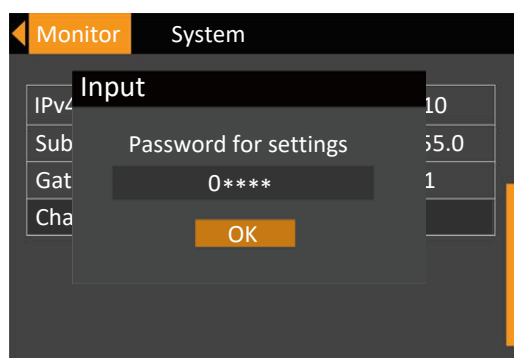 Monitor System
Input
IPv4 10
Sub 55.0
Password for settings
Gat 1
0****
Cha
OK